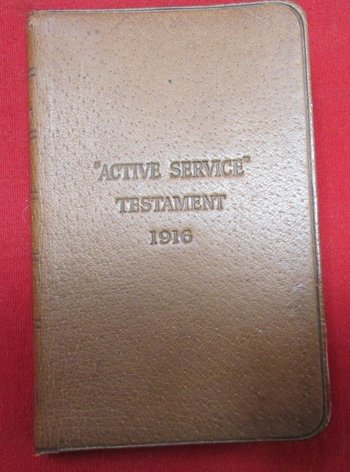 "ACTIVE SERVICE"
TESTAMENT
1916